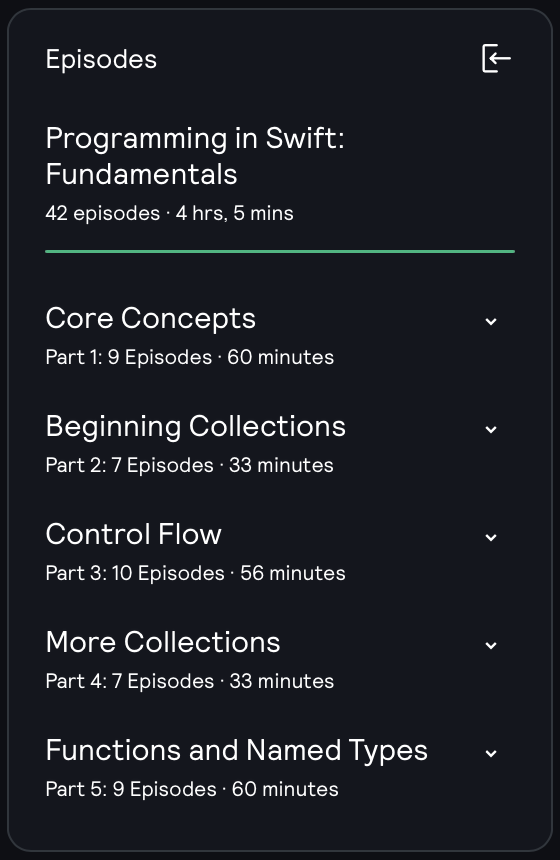 Episodes
Programming in Swift:
Fundamentals
42 episodes · 4 hrs, 5 mins
Core Concepts
Part 1: 9 Episodes · 60 minutes
Beginning Collections
Part 2: 7 Episodes · 33 minutes
Control Flow
Part 3: 10 Episodes · 56 minutes
More Collections
Part 4: 7 Episodes · 33 minutes
Functions and Named Types
Part 5: 9 Episodes · 60 minutes